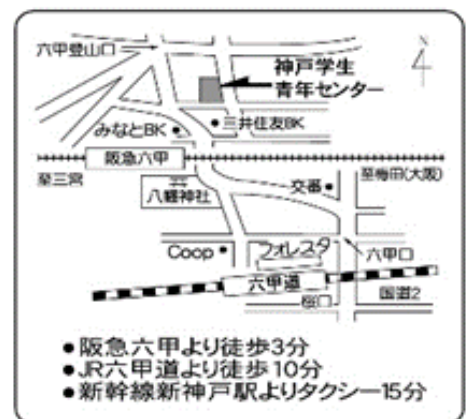 六甲登山口
神戸学生
青年センター
みなとBK
三井住友BK
阪急六甲
至三宮
八幡神社
交番
至梅田(大阪)
Coop
フォレスタ
六甲口
六甲道
桜口
国道2
●阪急六甲より徒歩3分
●JR六甲道より徒歩10分
●新幹線新神戸駅よりタクシー15分